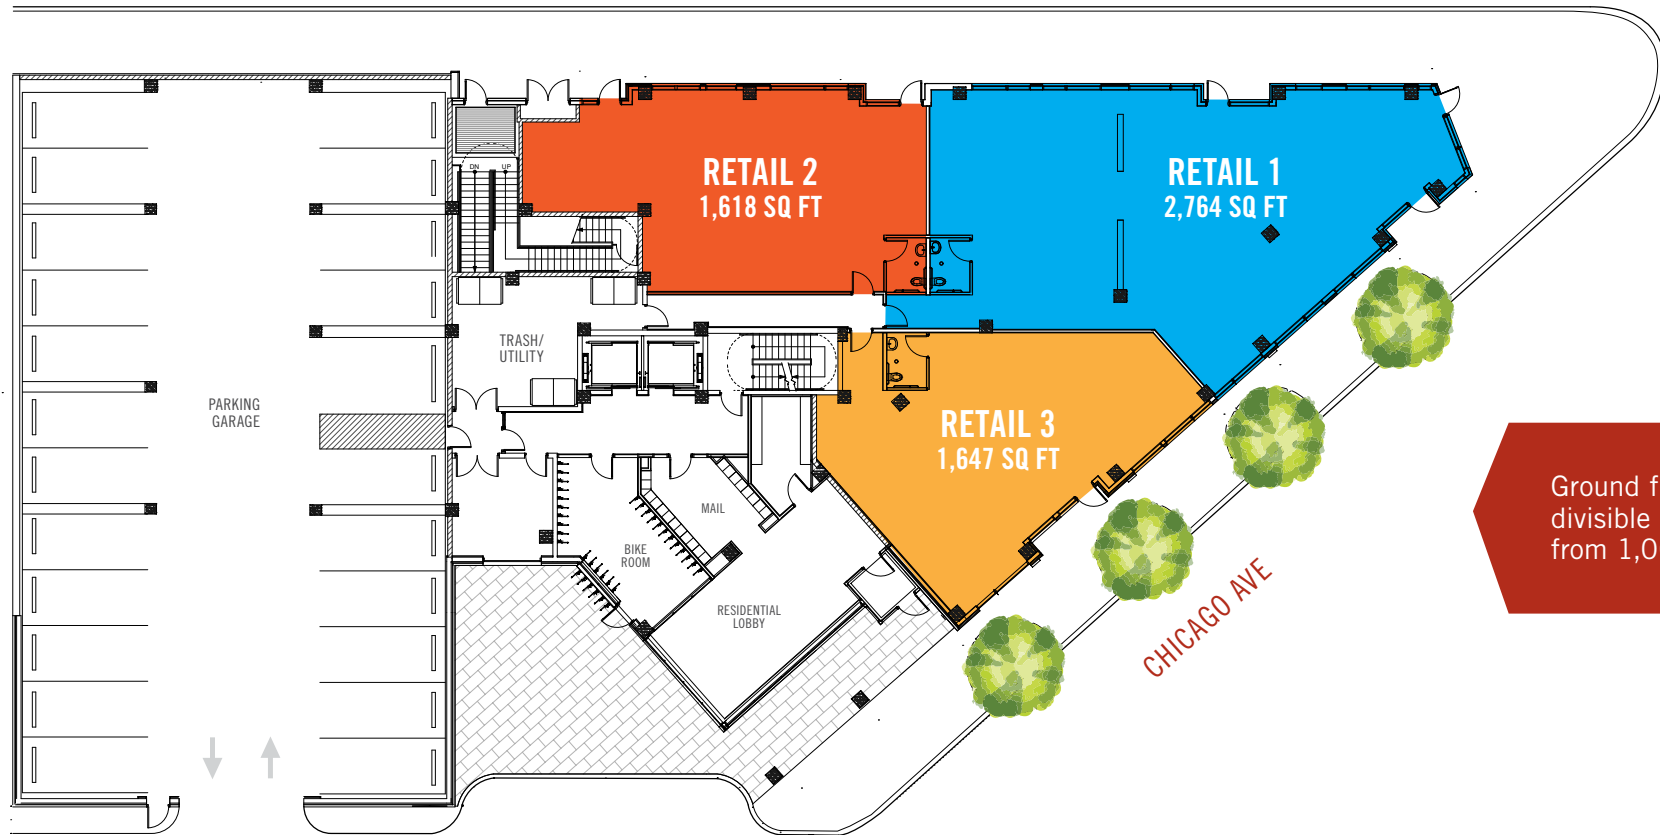 RETAIL 2
1,618 SQ FT
RETAIL 1
2,764 SQ FT
DN
UP
TRASH/
UTILITY
PARKING
GARAGE
RETAIL 3
1,647 SQ FT
MAIL
BIKE
ROOM
RESIDENTIAL
LOBBY
CHICAGO AVE
Ground f
divisible
from 1,0